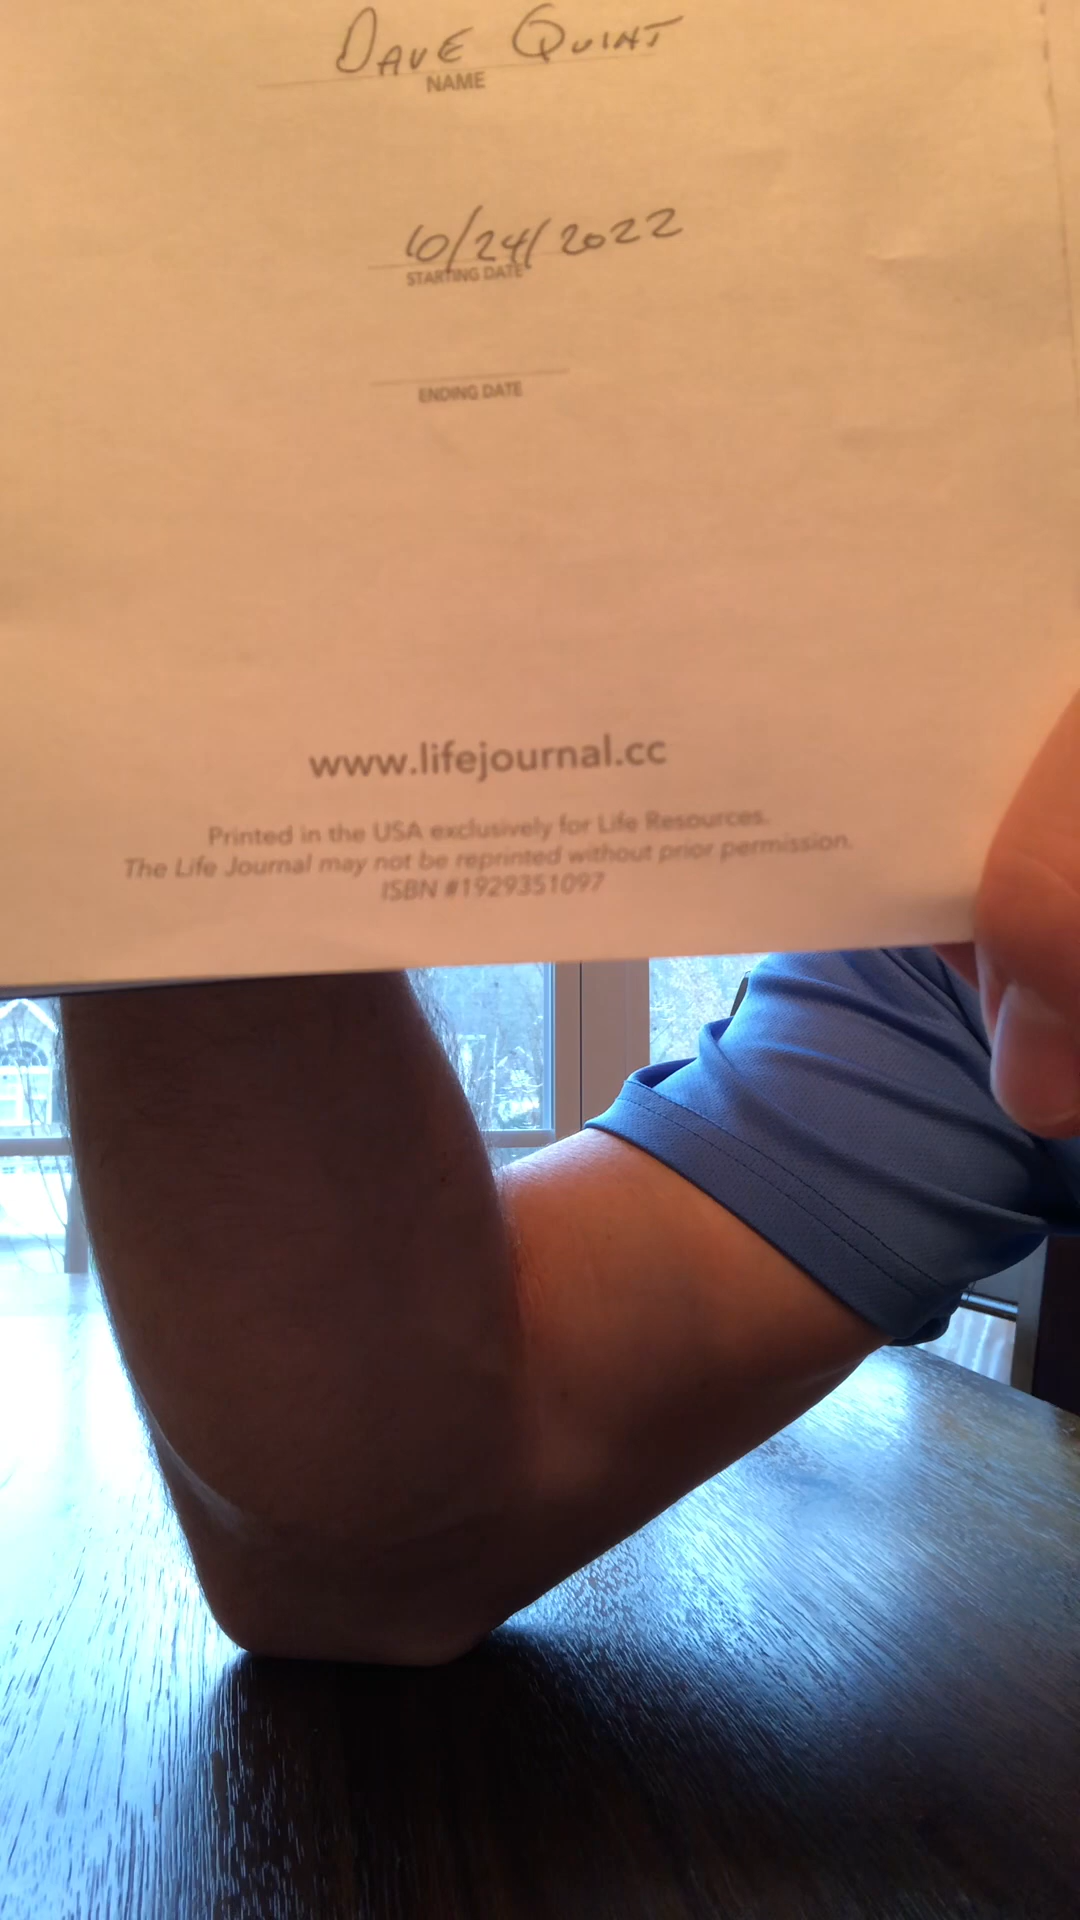 DAVE QUINT
NAME
10/24/2022
STARTING DATE
ENDING DATE
www.lifejournal.cc
Printed in the USA exclusively for Life Resources.
The Life Journal may not be reprinted without prior permission.
ISBN #1929351097